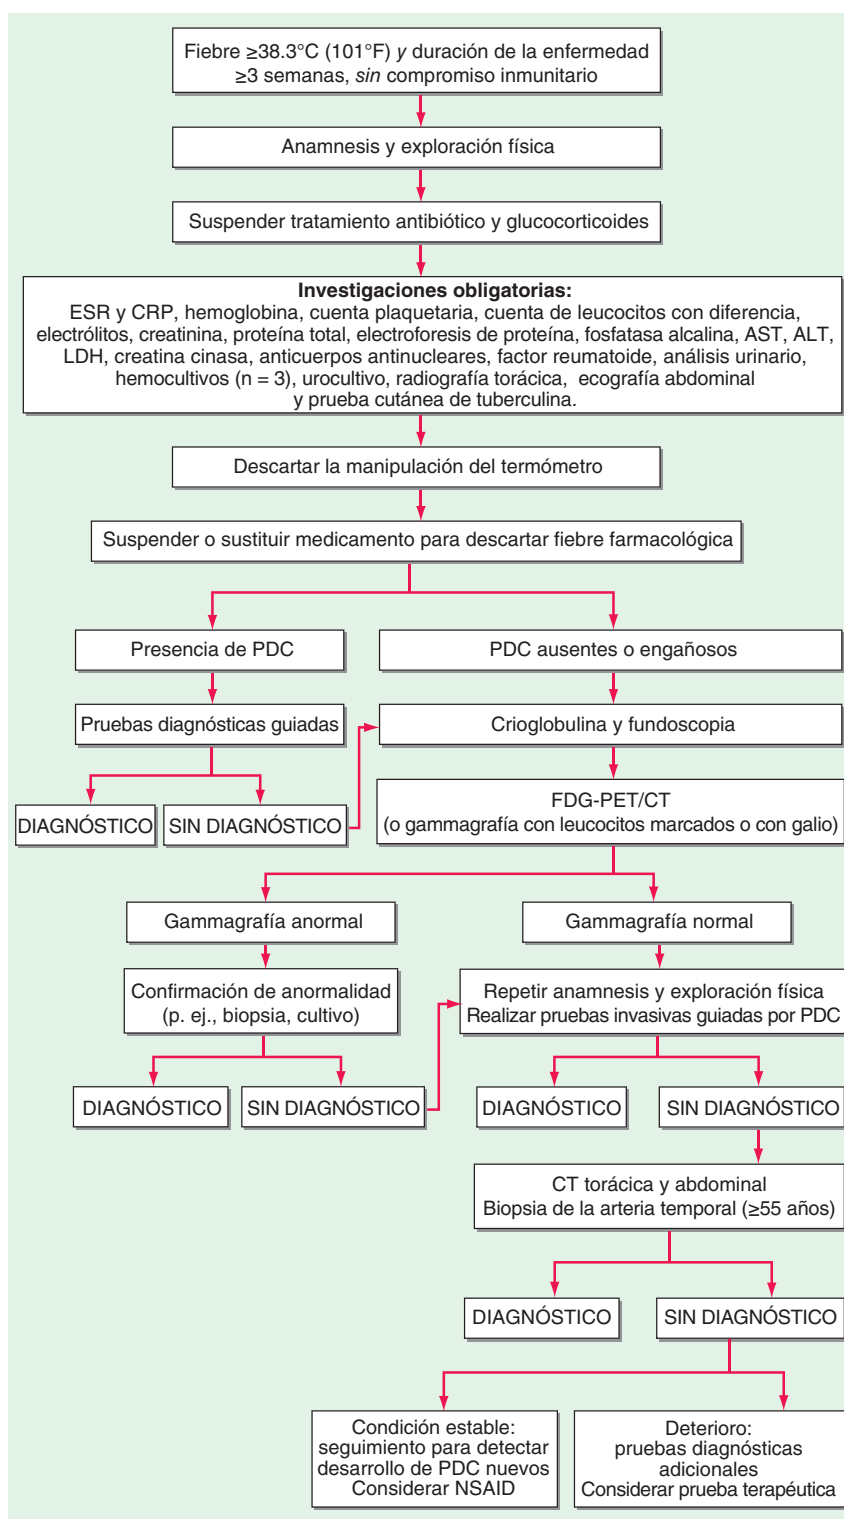 Fiebre ≥38.3°C (101°F) y duración de la enfermedad
≥3 semanas, sin compromiso inmunitario
Anamnesis y exploración física
Suspender tratamiento antibiótico y glucocorticoides
Investigaciones obligatorias:
ESR y CRP, hemoglobina, cuenta plaquetaria, cuenta de leucocitos con diferencia,
electrólitos, creatinina, proteína total, electroforesis de proteína, fosfatasa alcalina, AST, ALT,
LDH, creatina cinasa, anticuerpos antinucleares, factor reumatoide, análisis urinario,
hemocultivos (n = 3), urocultivo, radiografía torácica, ecografía abdominal
y prueba cutánea de tuberculina.
Descartar la manipulación del termómetro
Suspender o sustituir medicamento para descartar fiebre farmacológica
Presencia de PDC
PDC ausentes o engañosos
Pruebas diagnósticas guiadas
Crioglobulina y fundoscopia
DIAGNÓSTICO
SIN DIAGNÓSTICO
FDG-PET/CT
(o gammagrafía con leucocitos marcados o con galio)
Gammagrafía anormal
Gammagrafía normal
Confirmación de anormalidad
(p. ej., biopsia, cultivo)
Repetir anamnesis y exploración física
Realizar pruebas invasivas guiadas por PDC
DIAGNÓSTICO
SIN DIAGNÓSTICO
DIAGNÓSTICO
SIN DIAGNÓSTICO
CT torácica y abdominal
Biopsia de la arteria temporal (≥55 años)
DIAGNÓSTICO
SIN DIAGNÓSTICO
Condición estable:
seguimiento para detectar
desarrollo de PDC nuevos
Considerar NSAID
Deterioro:
pruebas diagnósticas
adicionales
Considerar prueba terapéutica